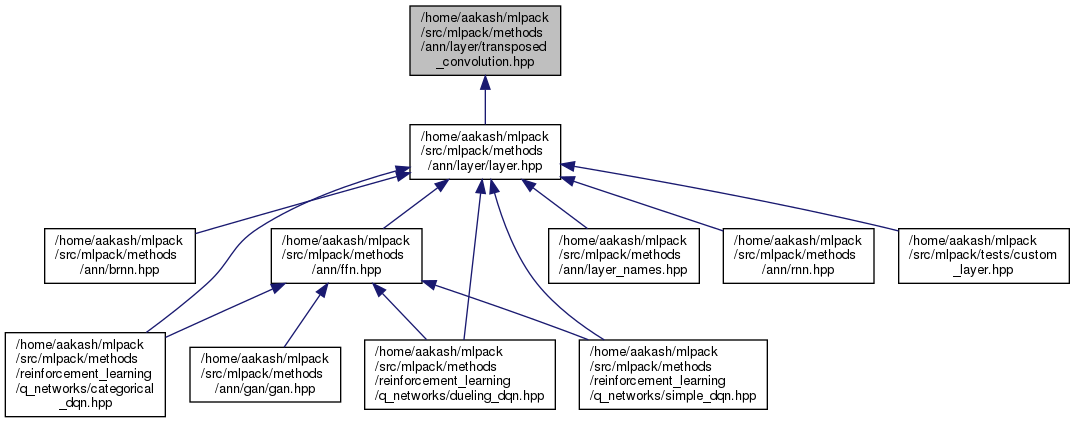 /home/aakash/mlpack
/src/mlpack/methods
/ann/layer/transposed
_convolution.hpp
/home/aakash/mlpack
/src/mlpack/methods
/ann/layer/layer.hpp
/home/aakash/mlpack
/src/mlpack/methods
/ann/brnn.hpp
/home/aakash/mlpack
/src/mlpack/methods
/ann/ffn.hpp
/home/aakash/mlpack
/src/mlpack/methods
/ann/layer_names.hpp
/home/aakash/mlpack
/src/mlpack/methods
/ann/rnn.hpp
/home/aakash/mlpack
/src/mlpack/tests/custom
_layer.hpp
/home/aakash/mlpack
/src/mlpack/methods
/reinforcement_learning
/q_networks/categorical
_dqn.hpp
/home/aakash/mlpack
/src/mlpack/methods
/ann/gan/gan.hpp
/home/aakash/mlpack
/src/mlpack/methods
/reinforcement_learning
/q_networks/dueling_dqn.hpp
/home/aakash/mlpack
/src/mlpack/methods
/reinforcement_learning
/q_networks/simple_dqn.hpp